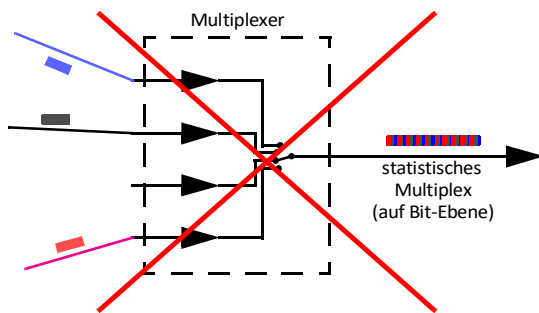 Multiplexer
statistisches
Multiplex
(auf Bit-Ebene)